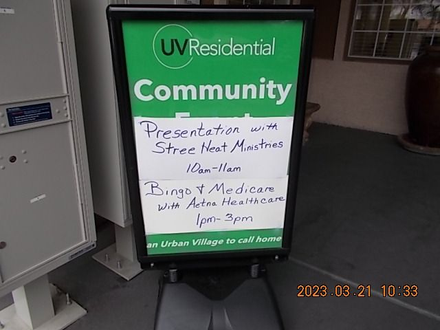 UVResidential
Community
Presentation with
Stree Heat Ministries
10am-11am
Bingo & Medicare
with Aetna Healthcare
1pm-3pm
an Urban Village to call home
2023.03.21 10:33